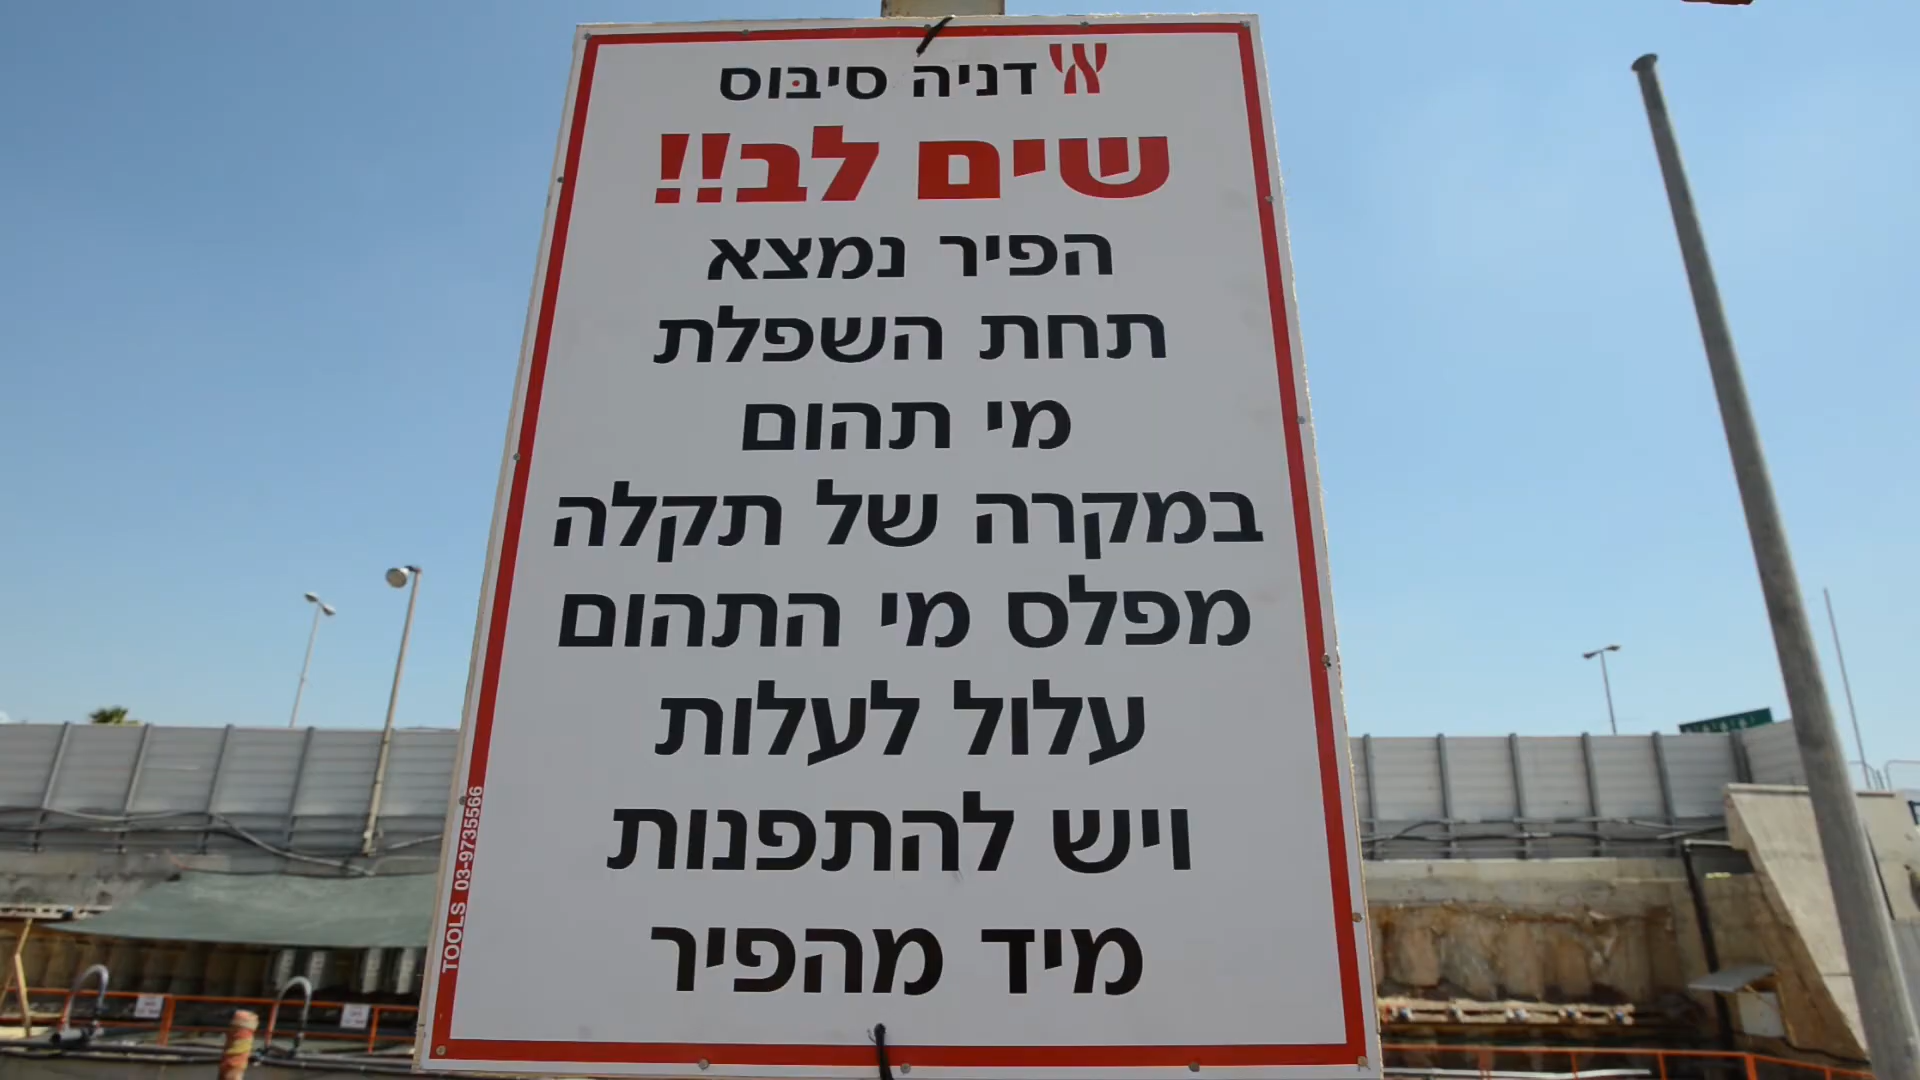 דניה סיבוס
שים לב!!
הפיר נמצא
תחת השפלת
מי תהום
במקרה של תקלה
מפלס מי התהום
עלול לעלות
ויש להתפנות
מיד מהפיר
TOOLS 03-9735566